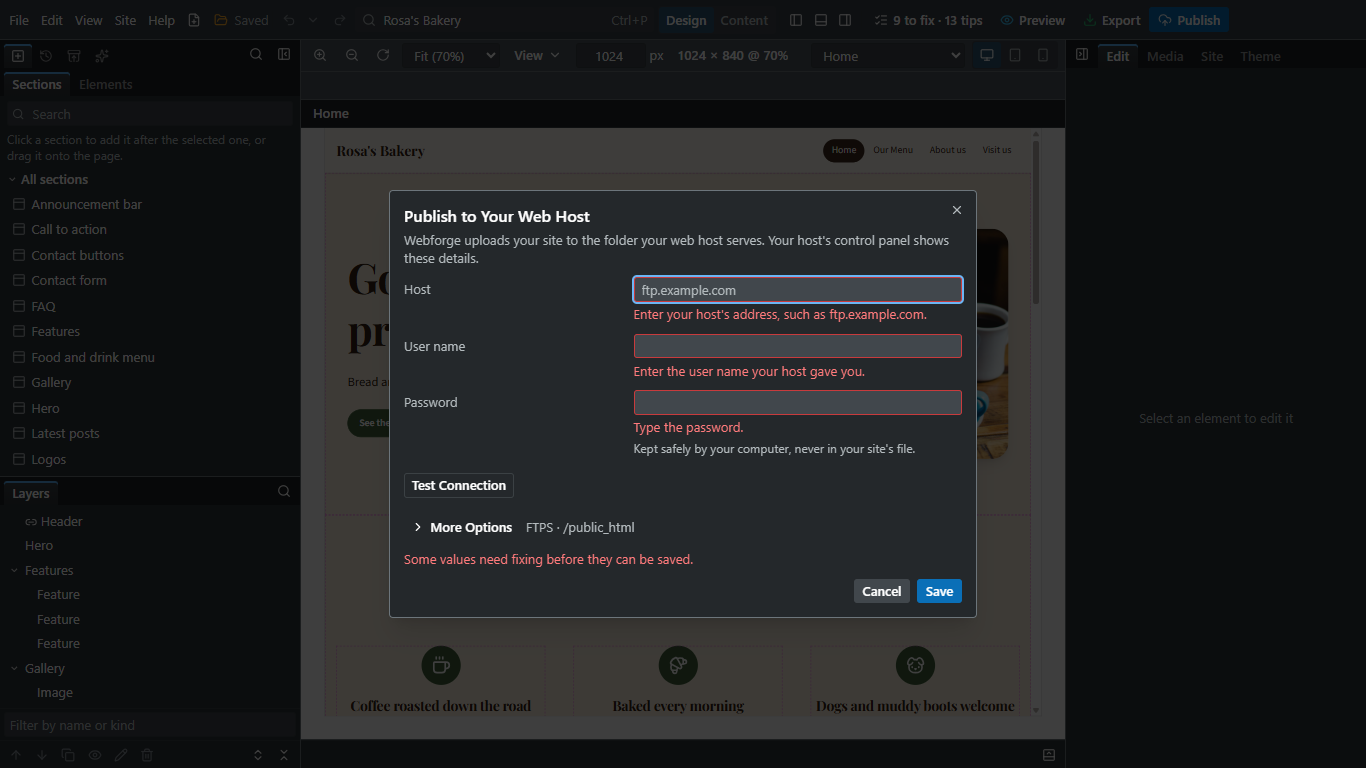 File Edit View Site Help Saved Rosa's Bakery Ctrl+P Design Content 9 to fix · 13 tips Preview Export Publish
Fit (70%) View 1024 px 1024 × 840 @ 70% Home Edit Media Site Theme
Sections Elements
Search
Click a section to add it after the selected one, or
drag it onto the page.
All sections
Announcement bar
Call to action
Contact buttons
Contact form
FAQ
Features
Food and drink menu
Gallery
Hero
Latest posts
Logos
Layers
Header
Hero
Features
Feature
Feature
Feature
Gallery
Image
Filter by name or kind
Home
Rosa's Bakery Home Our Menu About us Visit us
Bread
See the
Publish to Your Web Host
Webforge uploads your site to the folder your web host serves. Your host's control panel shows
these details.
Host ftp.example.com
Enter your host's address, such as ftp.example.com.
User name
Enter the user name your host gave you.
Password
Type the password.
Kept safely by your computer, never in your site's file.
Test Connection
More Options FTPS · /public_html
Some values need fixing before they can be saved.
Cancel Save
Coffee roasted down the road Baked every morning Dogs and muddy boots welcome
Select an element to edit it